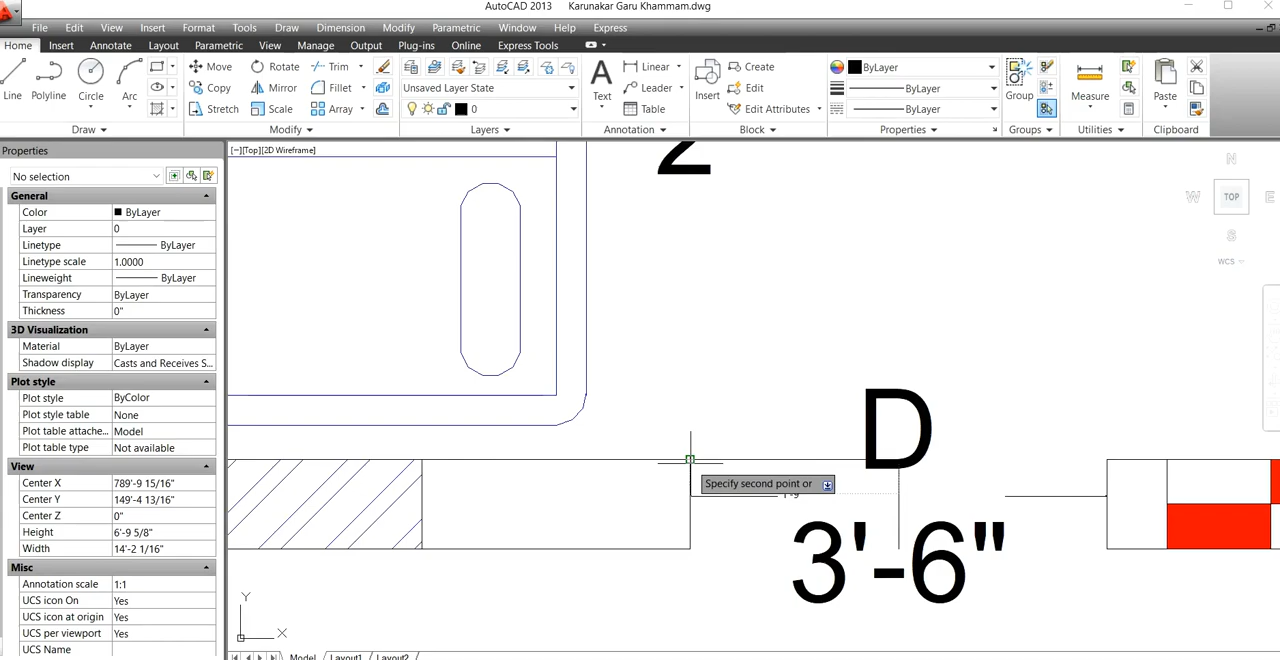 AutoCAD 2013 Karunakar Garu Khammam.dwg
File Edit View Insert Format Tools Draw Dimension Modify Parametric Window Help Express
Home Insert Annotate Layout Parametric View Manage Output Plug-ins Online Express Tools
Line Polyline Circle Arc
Move Rotate Trim
Copy Mirror Fillet
Stretch Scale Array
Unsaved Layer State
0
A Text
Linear
Leader
Table
Insert
Create
Edit
Edit Attributes
ByLayer
ByLayer
ByLayer
Group
Measure
Paste
Draw Modify Layers Annotation Block Properties Groups Utilities Clipboard
Properties
No selection
General
Color ByLayer
Layer 0
Linetype ByLayer
Linetype scale 1.0000
Lineweight ByLayer
Transparency ByLayer
Thickness 0"
3D Visualization
Material ByLayer
Shadow display Casts and Receives S...
Plot style
Plot style ByColor
Plot style table None
Plot table attache... Model
Plot table type Not available
View
Center X 789'-9 15/16"
Center Y 149'-4 13/16"
Center Z 0"
Height 6'-9 5/8"
Width 14'-2 1/16"
Misc
Annotation scale 1:1
UCS icon On Yes
UCS icon at origin Yes
UCS per viewport Yes
UCS Name
[−][Top][2D Wireframe]
2
N
W TOP E
S
WCS
D
Specify second point or
3'-6"
Y
X
Model Layout1 Layout2